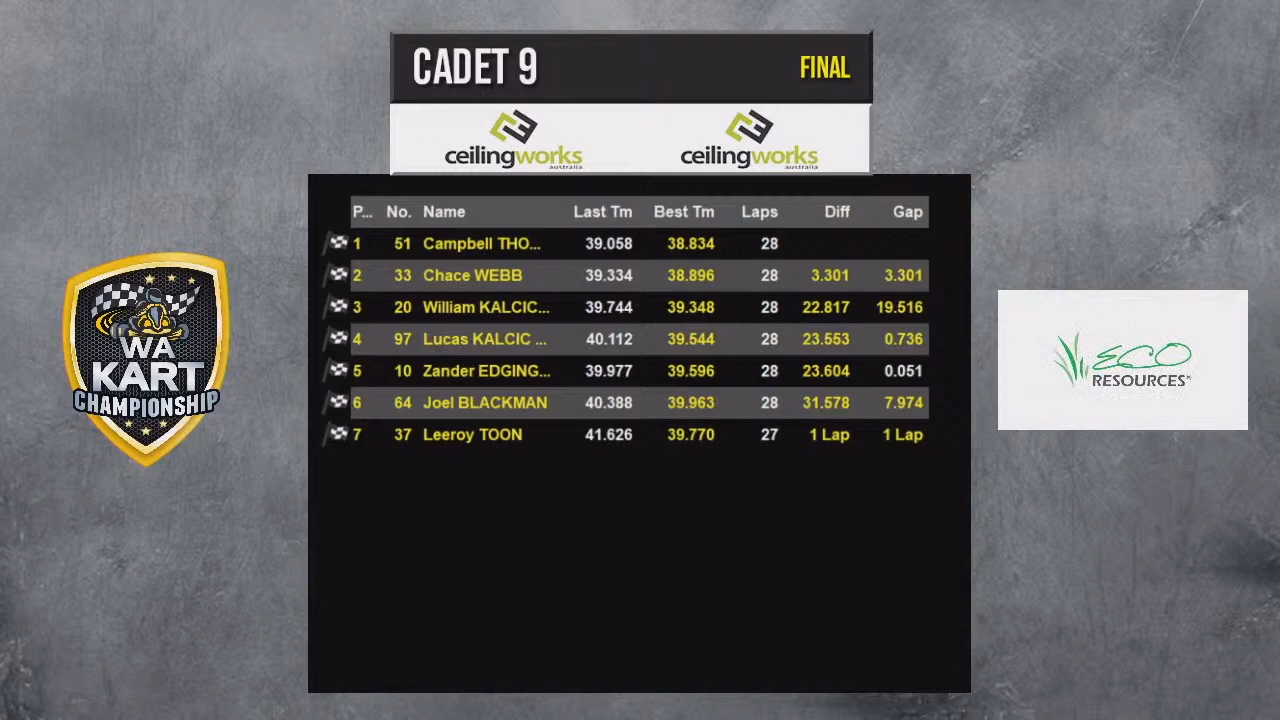 CADET 9 FINAL
ceilingworks australia ceilingworks australia
P... No. Name Last Tm Best Tm Laps Diff Gap
1 51 Campbell THO... 39.058 38.834 28
2 33 Chace WEBB 39.334 38.896 28 3.301 3.301
3 20 William KALCIC... 39.744 39.348 28 22.817 19.516
4 97 Lucas KALCIC ... 40.112 39.544 28 23.553 0.736
5 10 Zander EDGING... 39.977 39.596 28 23.604 0.051
6 64 Joel BLACKMAN 40.388 39.963 28 31.578 7.974
7 37 Leeroy TOON 41.626 39.770 27 1 Lap 1 Lap
WA
KART
CHAMPIONSHIP
ECO
RESOURCES